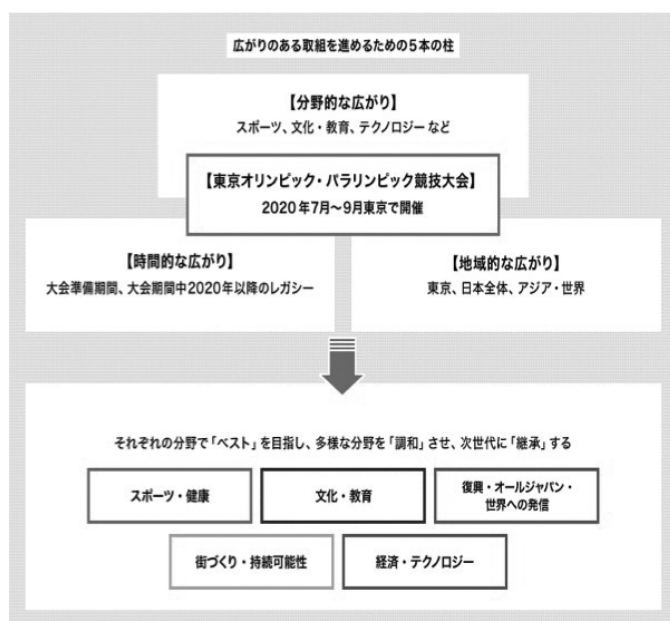 広がりのある取組を進めるための5本の柱
【分野的な広がり】
スポーツ、文化・教育、テクノロジー など
【東京オリンピック・パラリンピック競技大会】
2020年7月〜9月東京で開催
【時間的な広がり】
大会準備期間、大会期間中2020年以降のレガシー
【地域的な広がり】
東京、日本全体、アジア・世界
それぞれの分野で「ベスト」を目指し、多様な分野を「調和」させ、次世代に「継承」する
スポーツ・健康
文化・教育
復興・オールジャパン・
世界への発信
街づくり・持続可能性
経済・テクノロジー